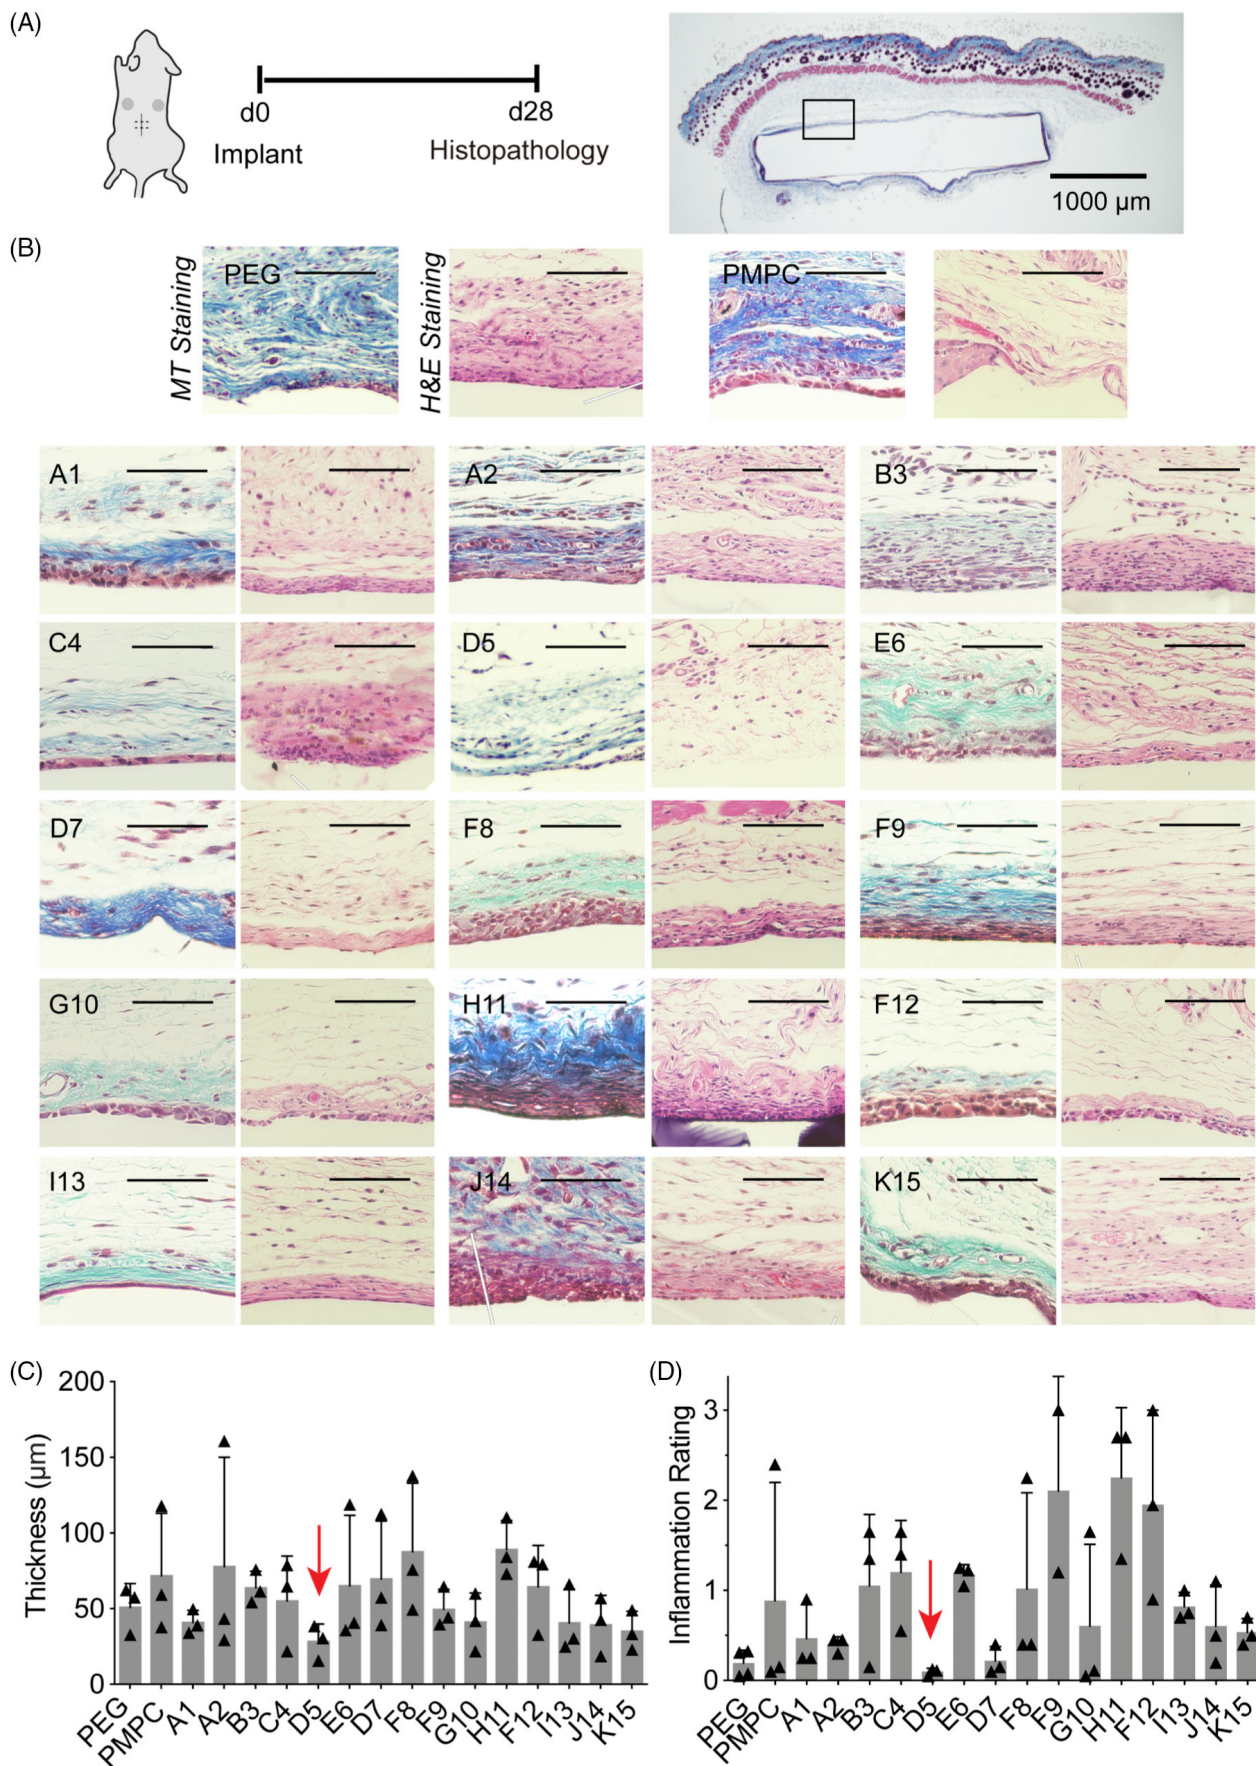 (A)
d0
d28
Implant
Histopathology
1000 µm
(B)
MT Staining
PEG
H&E Staining
PMPC
A1
A2
B3
C4
D5
E6
D7
F8
F9
G10
H11
F12
I13
J14
K15
(C)
Thickness (µm)
200
150
100
50
0
PEG
PMPC
A1
A2
B3
C4
D5
E6
D7
F8
F9
G10
H11
F12
I13
J14
K15
(D)
Inflammation Rating
3
2
1
0
PEG
PMPC
A1
A2
B3
C4
D5
E6
D7
F8
F9
G10
H11
F12
I13
J14
K15